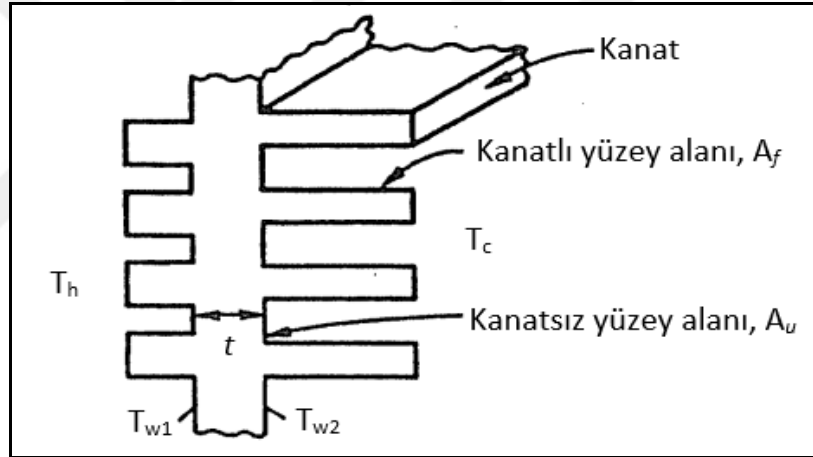 Kanat
Kanatlı yüzey alanı, Af
Tc
Th
Kanatsız yüzey alanı, Au
t
Tw1
Tw2